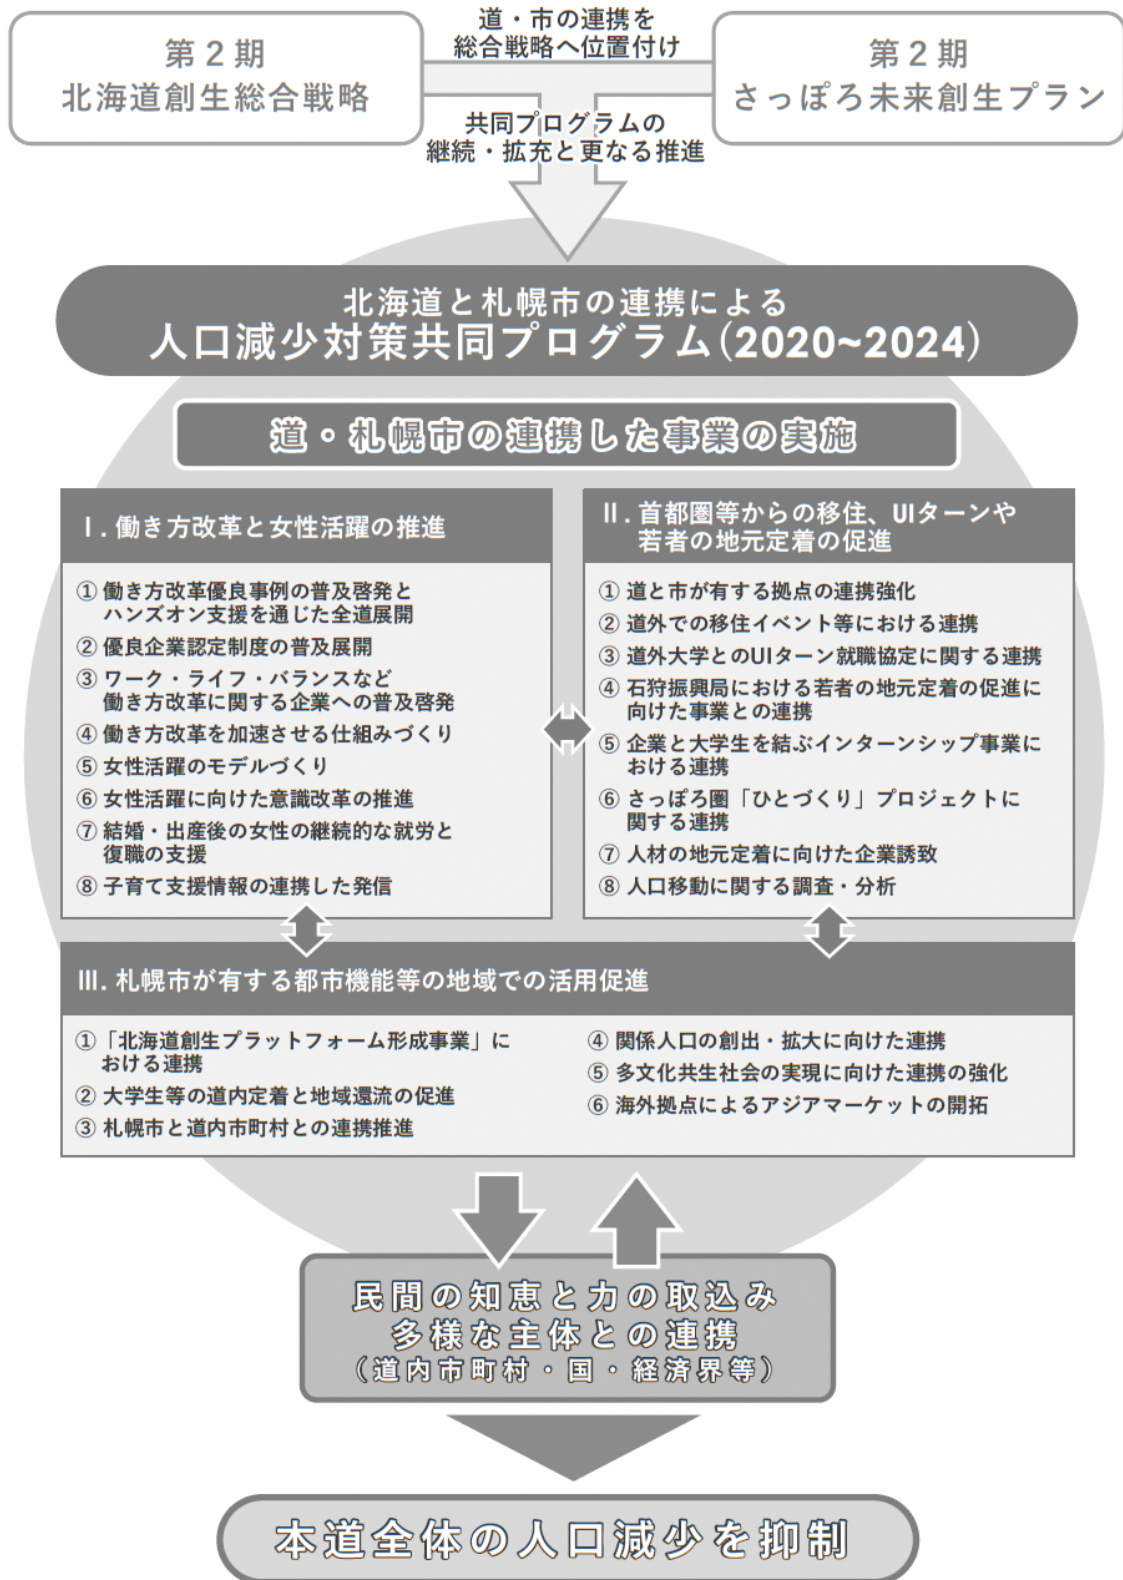 道・市の連携を
総合戦略へ位置付け
第２期
北海道創生総合戦略
第２期
さっぽろ未来創生プラン
共同プログラムの
継続・拡充と更なる推進
北海道と札幌市の連携による
人口減少対策共同プログラム(2020~2024)
道・札幌市の連携した事業の実施
Ⅰ. 働き方改革と女性活躍の推進
① 働き方改革優良事例の普及啓発と
ハンズオン支援を通じた全道展開
② 優良企業認定制度の普及展開
③ ワーク・ライフ・バランスなど
働き方改革に関する企業への普及啓発
④ 働き方改革を加速させる仕組みづくり
⑤ 女性活躍のモデルづくり
⑥ 女性活躍に向けた意識改革の推進
⑦ 結婚・出産後の女性の継続的な就労と
復職の支援
⑧ 子育て支援情報の連携した発信
Ⅱ. 首都圏等からの移住、UIターンや
若者の地元定着の促進
① 道と市が有する拠点の連携強化
② 道外での移住イベント等における連携
③ 道外大学とのUIターン就職協定に関する連携
④ 石狩振興局における若者の地元定着の促進に
向けた事業との連携
⑤ 企業と大学生を結ぶインターンシップ事業に
おける連携
⑥ さっぽろ圏「ひとづくり」プロジェクトに
関する連携
⑦ 人材の地元定着に向けた企業誘致
⑧ 人口移動に関する調査・分析
Ⅲ. 札幌市が有する都市機能等の地域での活用促進
①「北海道創生プラットフォーム形成事業」に
おける連携
② 大学生等の道内定着と地域還流の促進
③ 札幌市と道内市町村との連携推進
④ 関係人口の創出・拡大に向けた連携
⑤ 多文化共生社会の実現に向けた連携の強化
⑥ 海外拠点によるアジアマーケットの開拓
民間の知恵と力の取込み
多様な主体との連携
（道内市町村・国・経済界等）
本道全体の人口減少を抑制